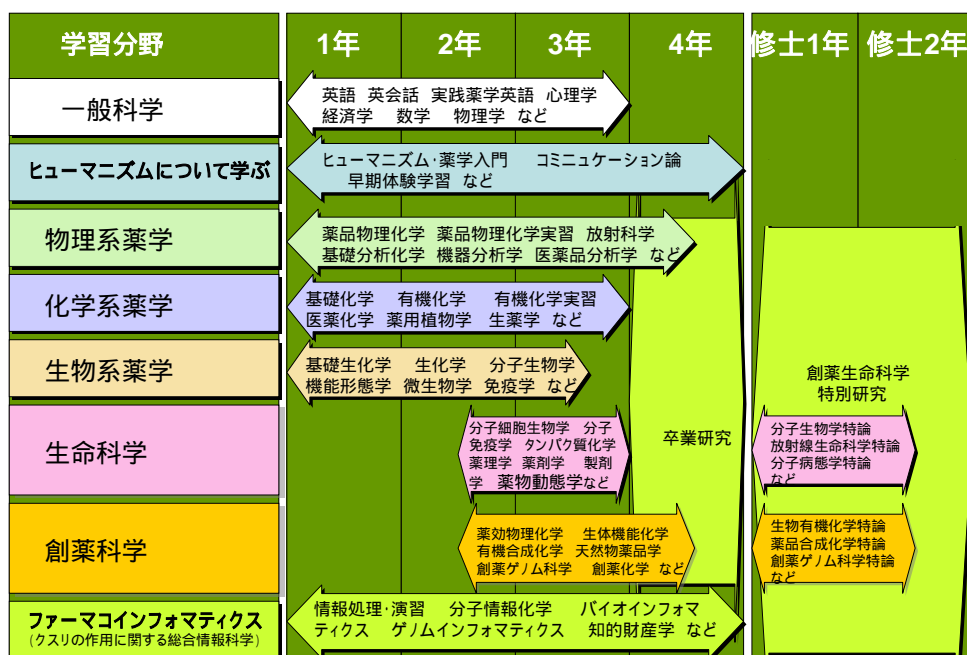 学習分野 1年 2年 3年 4年 修士1年 修士2年
一般科学
英語 英会話 実践薬学英語 心理学
経済学 数学 物理学 など
ヒューマニズムについて学ぶ
ヒューマニズム・薬学入門 コミニュケーション論
早期体験学習 など
物理系薬学
薬品物理化学 薬品物理化学実習 放射科学
基礎分析化学 機器分析学 医薬品分析学 など
化学系薬学
基礎化学 有機化学 有機化学実習
医薬化学 薬用植物学 生薬学 など
生物系薬学
基礎生化学 生化学 分子生物学
機能形態学 微生物学 免疫学 など
生命科学
分子細胞生物学 分子
免疫学 タンパク質化学
薬理学 薬剤学 製剤
学 薬物動態学など
創薬科学
薬効物理化学 生体機能化学
有機合成化学 天然物薬品学
創薬ゲノム科学 創薬化学 など
ファーマコインフォマティクス
(クスリの作用に関する総合情報科学)
情報処理・演習 分子情報化学 バイオインフォマ
ティクス ゲノムインフォマティクス 知的財産学 など
卒業研究
創薬生命科学
特別研究
分子生物学特論
放射線生命科学特論
分子病態学特論
など
生物有機化学特論
薬品合成化学特論
創薬ゲノム科学特論
など